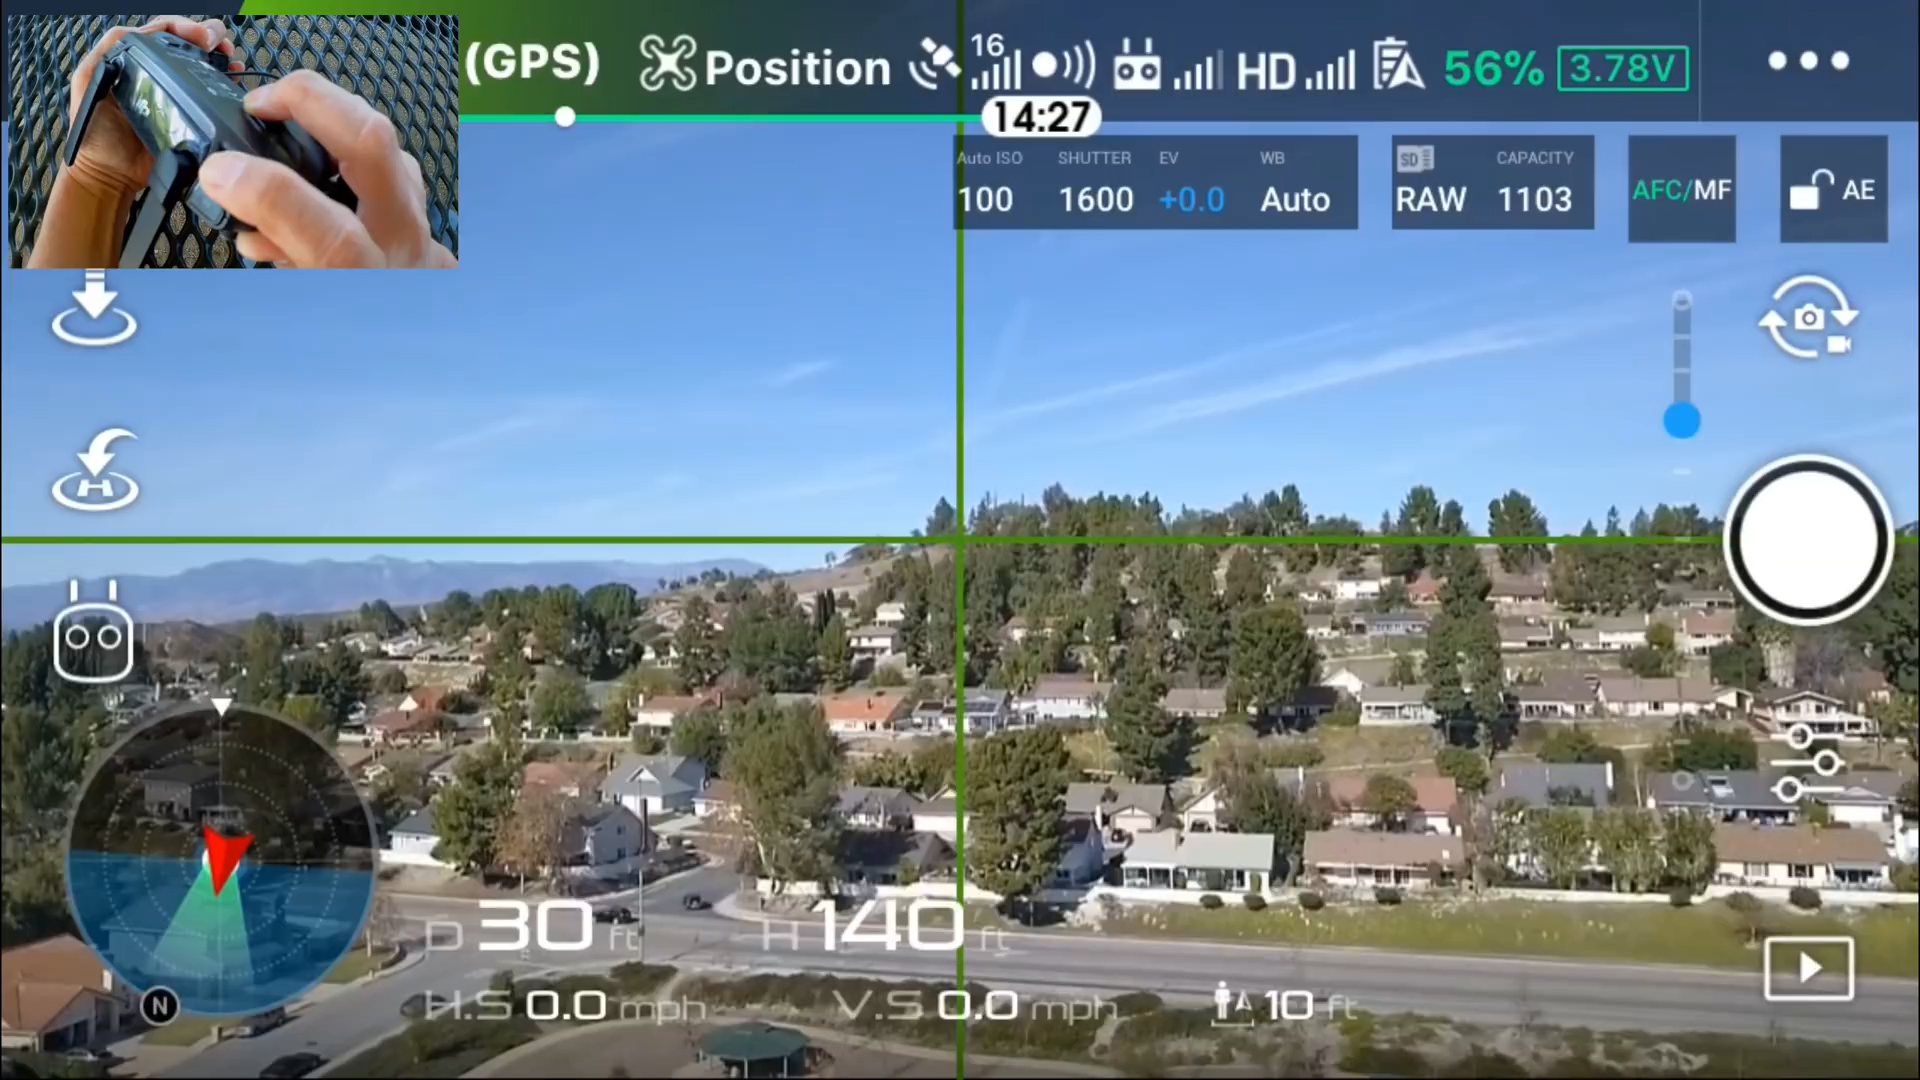 (GPS) Position 16 HD 56% 3.78V
14:27
Auto ISO SHUTTER EV WB SD CAPACITY
100 1600 +0.0 Auto RAW 1103 AFC/MF AE
H
N
D 30 ft H 140 ft
H.S 0.0 mph V.S 0.0 mph 10 ft